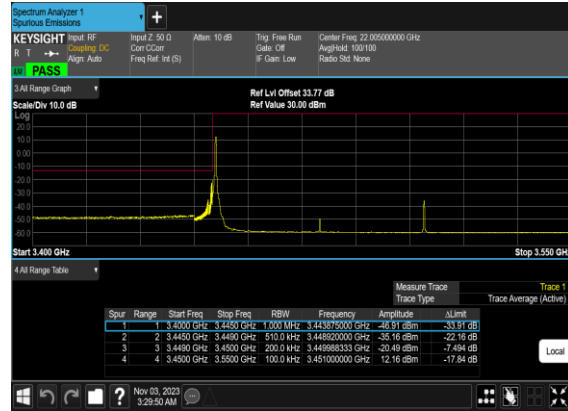 Spectrum Analyzer 1
Spurious Emissions
KEYSIGHT Input: RF Input Z: 50 Ω Atten: 10 dB Trig: Free Run Center Freq: 22.005000000 GHz
R T Coupling: DC Corr CCorr Gate: Off Avg|Hold: 100/100
Align: Auto Freq Ref: Int (S) IF Gain: Low Radio Std: None
PASS
3 All Range Graph
Ref Lvl Offset 33.77 dB
Scale/Div 10.0 dB Ref Value 30.00 dBm
Log
20.0
10.0
0.00
-10.0
-20.0
-30.0
-40.0
-50.0
-60.0
Start 3.400 GHz Stop 3.550 GHz
4 All Range Table
Measure Trace Trace 1
Trace Type Trace Average (Active)
Spur Range Start Freq Stop Freq RBW Frequency Amplitude ΔLimit
1 1 3.4000 GHz 3.4450 GHz 1.000 MHz 3.443875000 GHz -46.91 dBm -33.91 dB
2 2 3.4450 GHz 3.4490 GHz 510.0 kHz 3.448920000 GHz -35.16 dBm -22.16 dB
3 3 3.4490 GHz 3.4500 GHz 200.0 kHz 3.449988333 GHz -20.49 dBm -7.494 dB
4 4 3.4500 GHz 3.5500 GHz 100.0 kHz 3.451000000 GHz 12.16 dBm -17.84 dB
Local
? Nov 03, 2023
3:29:50 AM